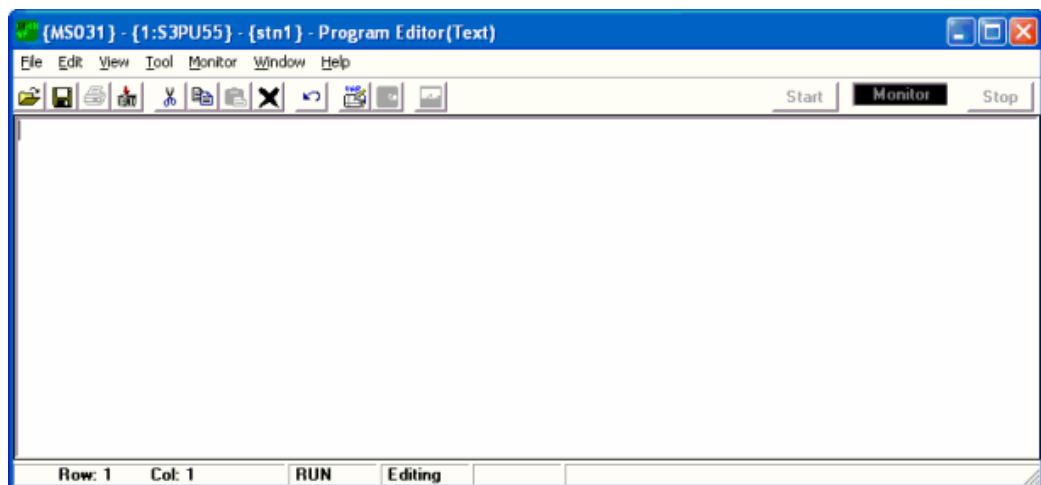 {MSO31} - {1:S3PU55} - {stn1} - Program Editor(Text)
File Edit View Tool Monitor Window Help
Start Monitor Stop
Row: 1 Col: 1 RUN Editing